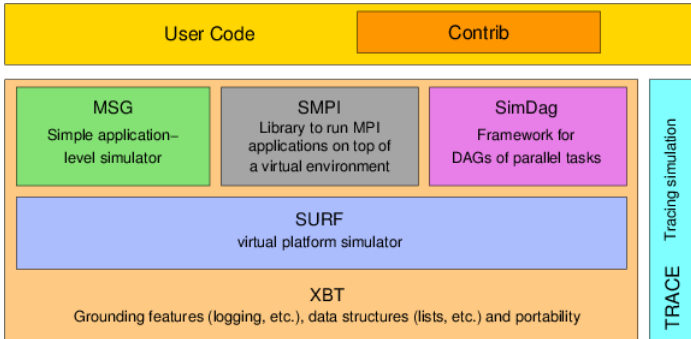 User Code
Contrib
MSG
Simple application–
level simulator
SMPI
Library to run MPI
applications on top of
a virtual environment
SimDag
Framework for
DAGs of parallel tasks
SURF
virtual platform simulator
XBT
Grounding features (logging, etc.), data structures (lists, etc.) and portability
TRACE
Tracing simulation